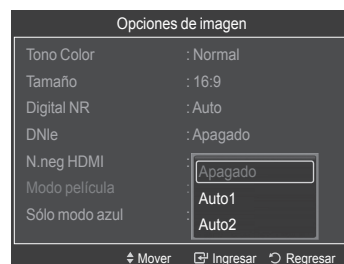 Opciones de imagen
Tono Color : Normal
Tamaño : 16:9
Digital NR : Auto
DNIe : Apagado
N.neg HDMI :
Apagado
Modo película :
Auto1
Sólo modo azul :
Auto2
Mover Ingresar Regresar